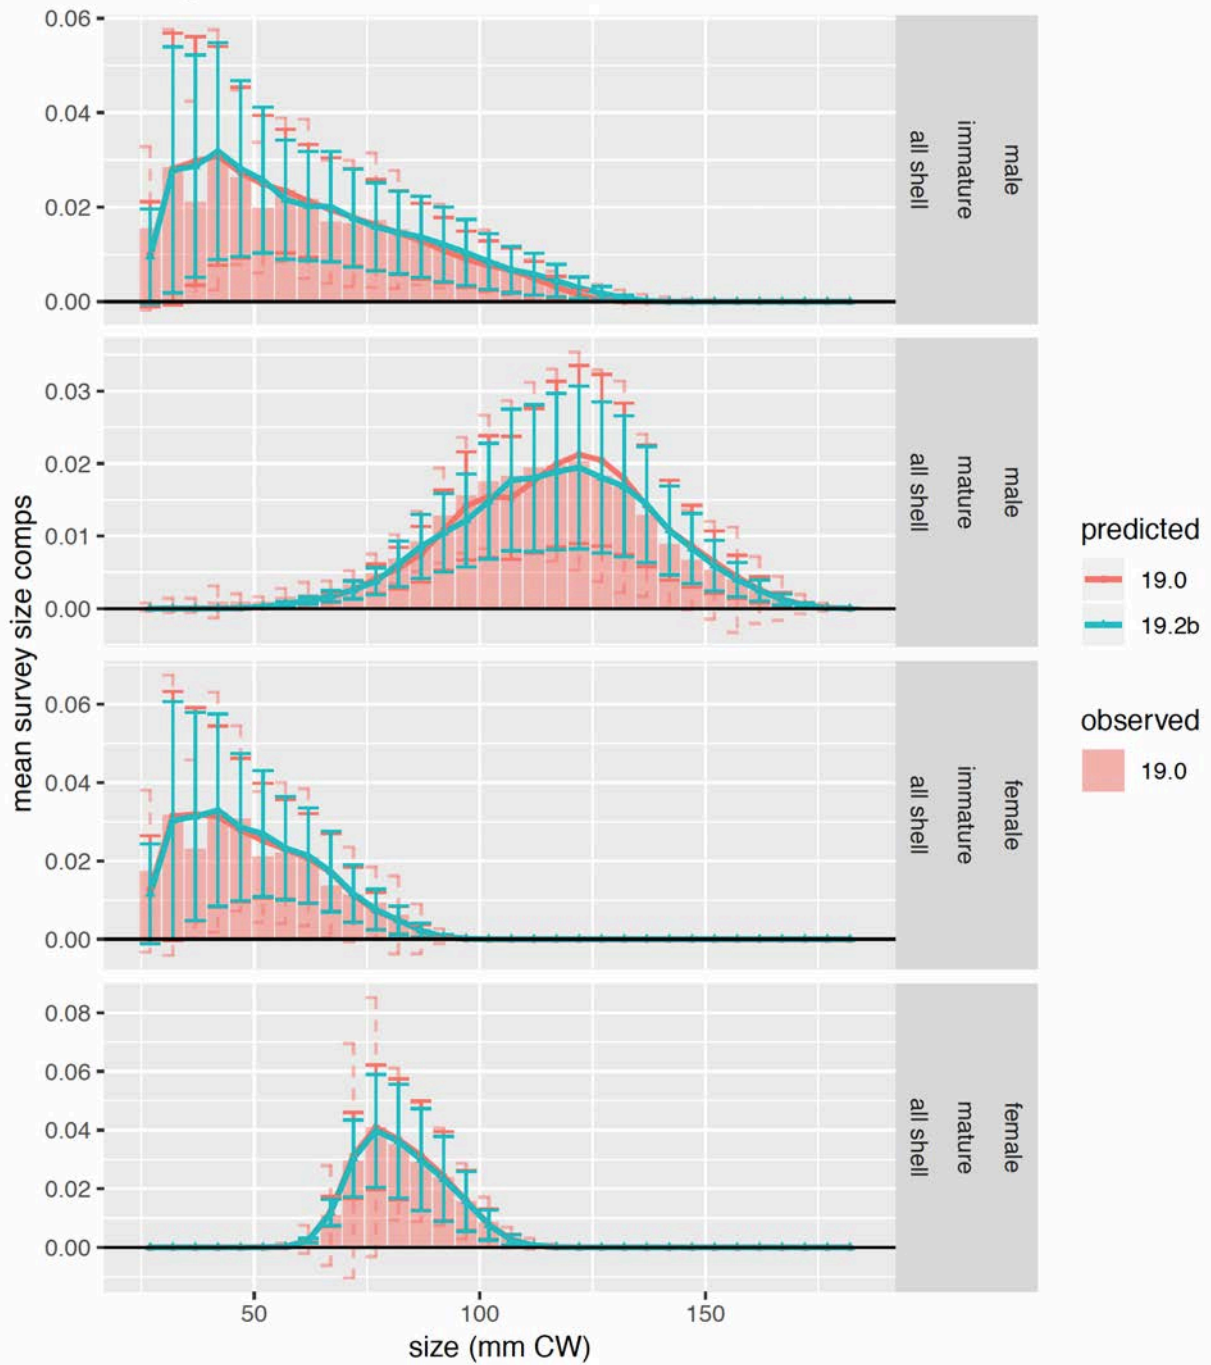 0.06
0.04
0.02
0.00
male
immature
all shell
0.03
0.02
0.01
0.00
male
mature
all shell
mean survey size comps
predicted
19.0
19.2b
observed
19.0
0.06
0.04
0.02
0.00
female
immature
all shell
0.08
0.06
0.04
0.02
0.00
female
mature
all shell
50 100 150
size (mm CW)